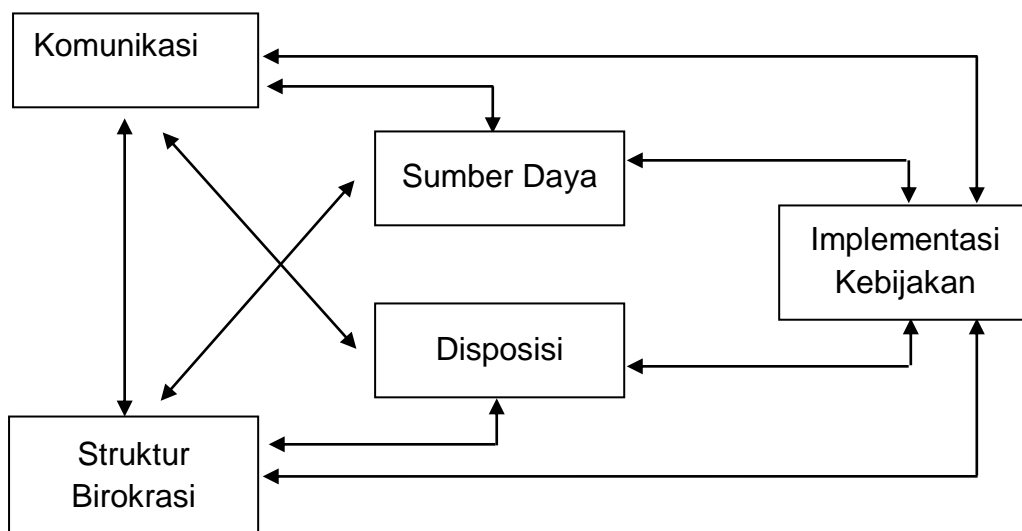 Komunikasi
Sumber Daya
Implementasi
Kebijakan
Disposisi
Struktur
Birokrasi